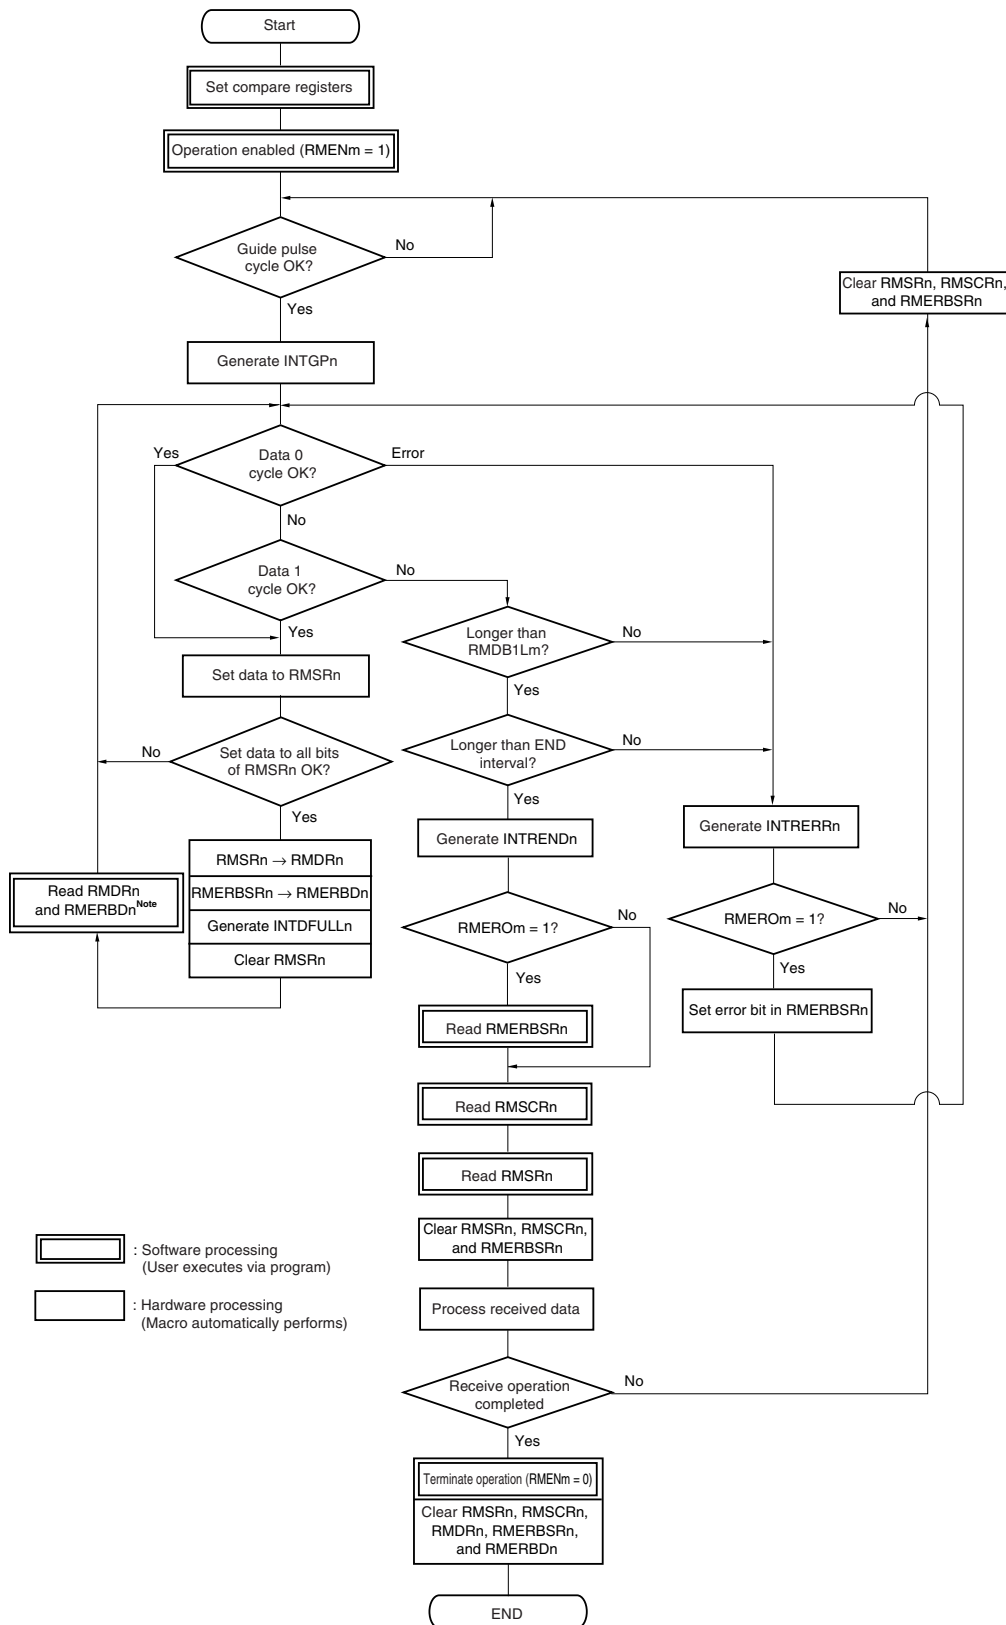 Start
Set compare registers
Operation enabled (RMENm = 1)
Guide pulse
cycle OK?
No
Yes
Clear RMSRn, RMSCRn,
and RMERBSRn
Generate INTGPn
Yes
Data 0
cycle OK?
Error
No
Data 1
cycle OK?
No
Yes
Longer than
RMDB1Lm?
No
Yes
Set data to RMSRn
No
Set data to all bits
of RMSRn OK?
Yes
Longer than END
interval?
No
Yes
Generate INTRENDn
Generate INTRERRn
RMSRn → RMDRn
RMERBSRn → RMERBDn
Generate INTDFULLn
Clear RMSRn
Read RMDRn
and RMERBDnNote
RMEROm = 1?
No
Yes
RMEROm = 1?
No
Yes
Set error bit in RMERBSRn
Read RMERBSRn
Read RMSCRn
Read RMSRn
Clear RMSRn, RMSCRn,
and RMERBSRn
: Software processing
(User executes via program)
: Hardware processing
(Macro automatically performs)
Process received data
Receive operation
completed
No
Yes
Terminate operation (RMENm = 0)
Clear RMSRn, RMSCRn,
RMDRn, RMERBSRn,
and RMERBDn
END